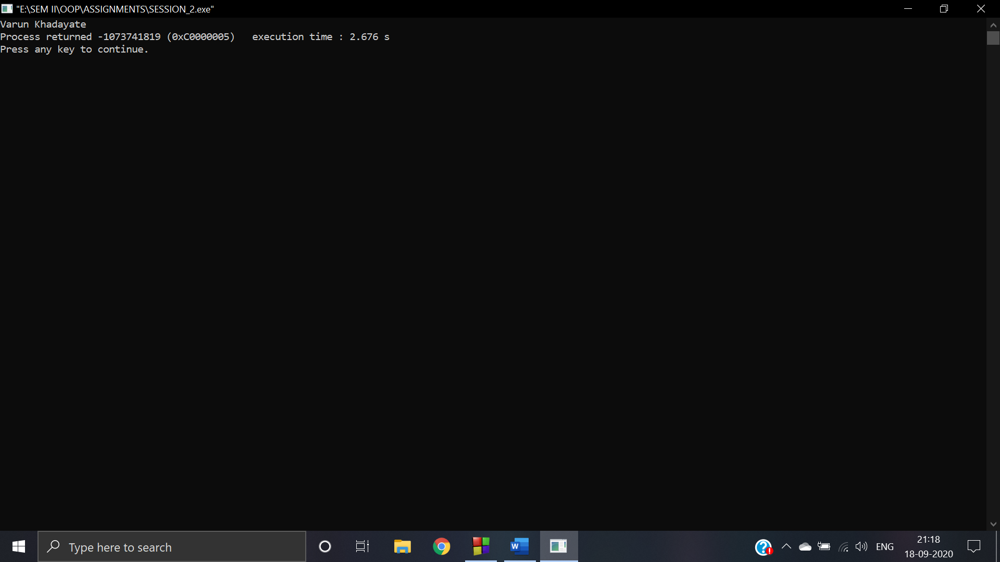 "E:\SEM II\OOP\ASSIGNMENTS\SESSION_2.exe"
Varun Khadayate
Process returned -1073741819 (0xC0000005)   execution time : 2.676 s
Press any key to continue.
Type here to search
W
?
!
ENG
21:18
18-09-2020